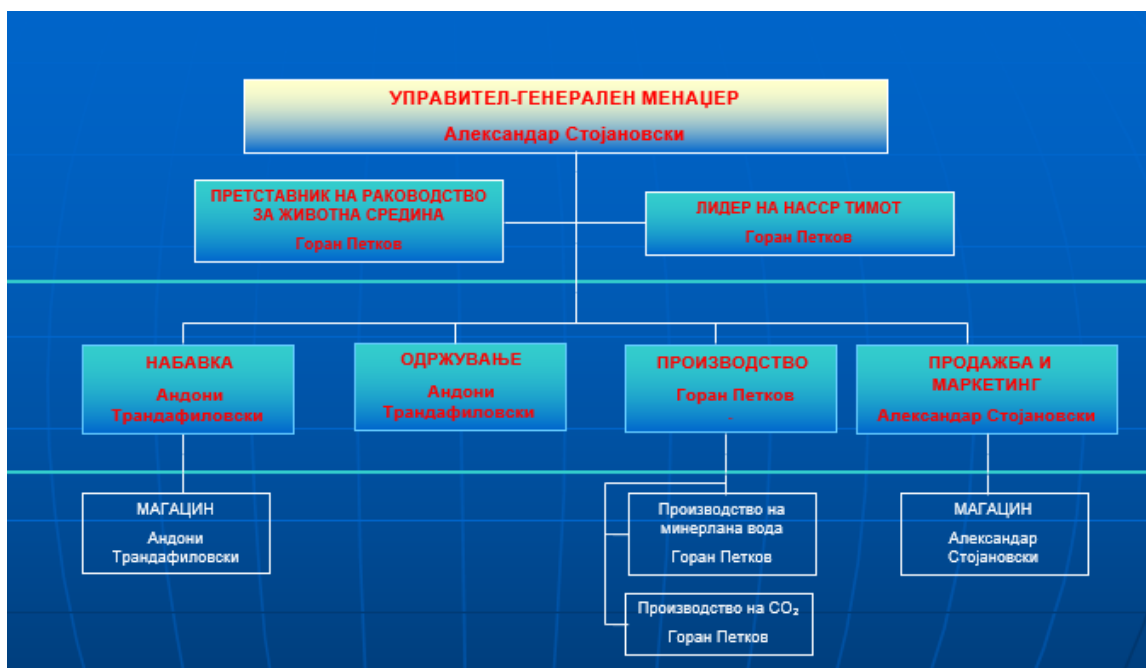 УПРАВИТЕЛ-ГЕНЕРАЛЕН МЕНАЏЕР
Александар Стојановски
ПРЕТСТАВНИК НА РАКОВОДСТВО
ЗА ЖИВОТНА СРЕДИНА
Горан Петков
ЛИДЕР НА НАССР ТИМОТ
Горан Петков
НАБАВКА
Андони
Трандафиловски
ОДРЖУВАЊЕ
Андони
Трандафиловски
ПРОИЗВОДСТВО
Горан Петков
-
ПРОДАЖБА И
МАРКЕТИНГ
Александар Стојановски
МАГАЦИН
Андони
Трандафиловски
Производство на
минерлана вода
Горан Петков
МАГАЦИН
Александар
Стојановски
Производство на CO₂
Горан Петков